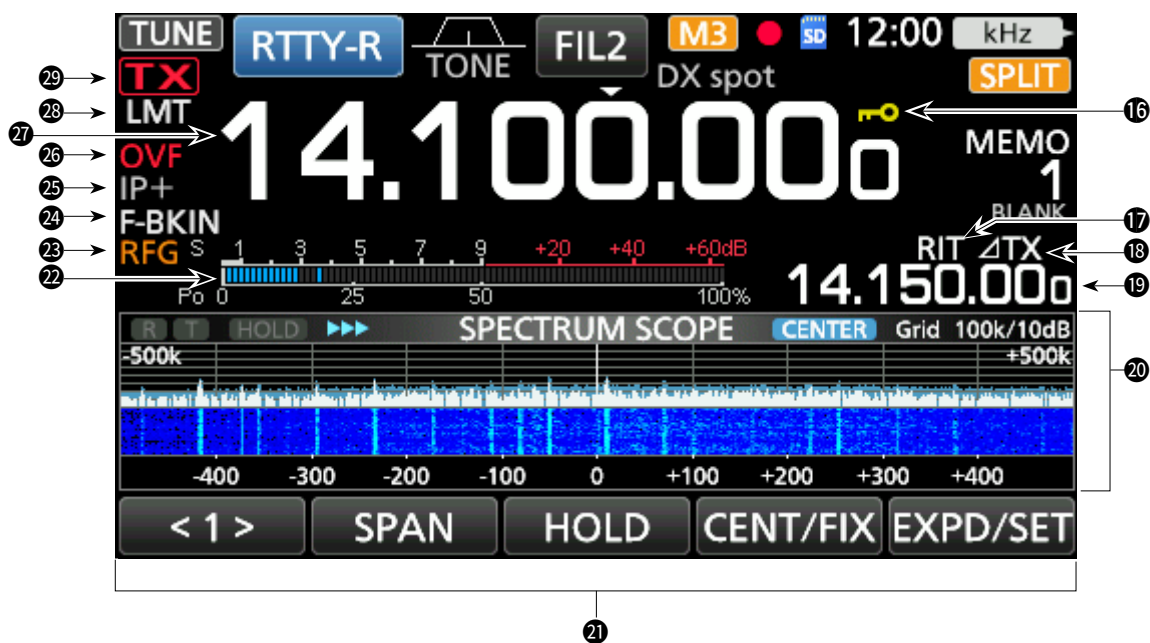 TUNE RTTY-R TONE FIL2 M3 SD 12:00 kHz
29 TX DX spot SPLIT
28 LMT
27 14.100.000 16
26 OVF MEMO
25 IP+ 1
24 F-BKIN BLANK 17
23 RFG S 1 3 5 7 9 +20 +40 +60dB RIT ⊿TX 18
22 14.150.000 19
Po 0 25 50 100%
R T HOLD SPECTRUM SCOPE CENTER Grid 100k/10dB
-500k +500k
20
-400 -300 -200 -100 0 +100 +200 +300 +400
< 1 > SPAN HOLD CENT/FIX EXPD/SET
21